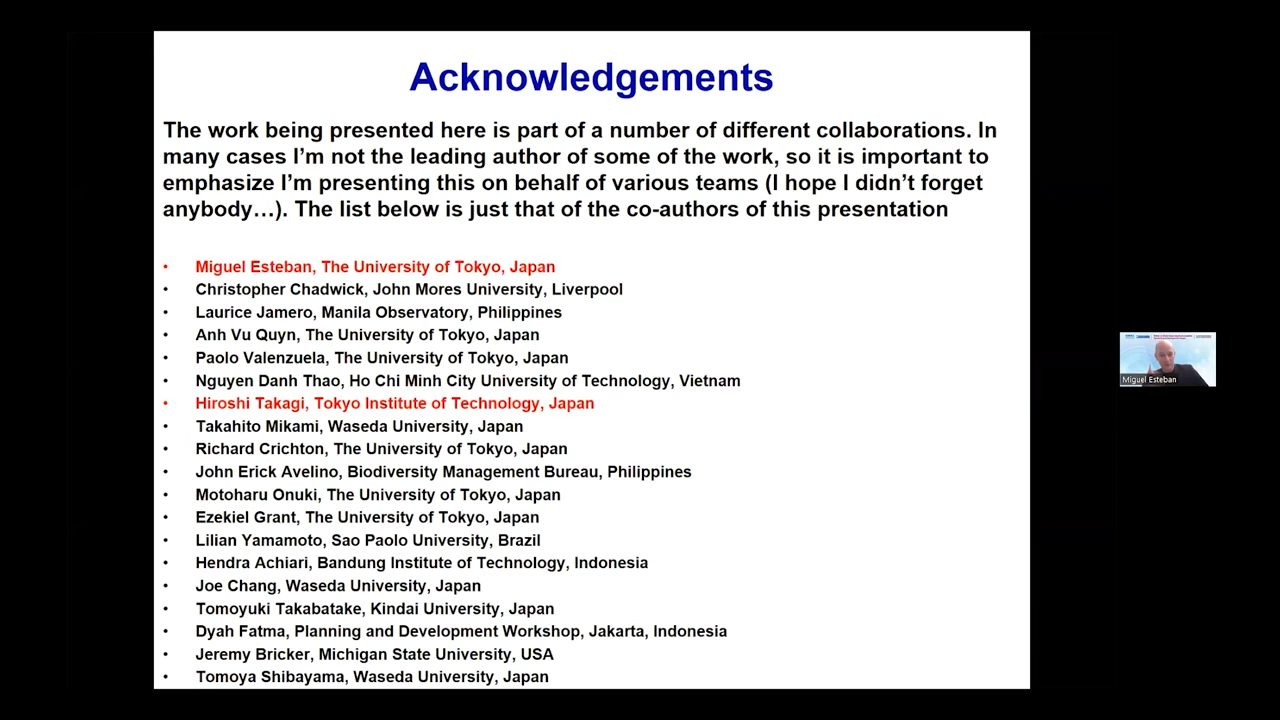 Acknowledgements
The work being presented here is part of a number of different collaborations. In
many cases I'm not the leading author of some of the work, so it is important to
emphasize I'm presenting this on behalf of various teams (I hope I didn't forget
anybody…). The list below is just that of the co-authors of this presentation
• Miguel Esteban, The University of Tokyo, Japan
• Christopher Chadwick, John Mores University, Liverpool
• Laurice Jamero, Manila Observatory, Philippines
• Anh Vu Quyn, The University of Tokyo, Japan
• Paolo Valenzuela, The University of Tokyo, Japan
• Nguyen Danh Thao, Ho Chi Minh City University of Technology, Vietnam
• Hiroshi Takagi, Tokyo Institute of Technology, Japan
• Takahito Mikami, Waseda University, Japan
• Richard Crichton, The University of Tokyo, Japan
• John Erick Avelino, Biodiversity Management Bureau, Philippines
• Motoharu Onuki, The University of Tokyo, Japan
• Ezekiel Grant, The University of Tokyo, Japan
• Lilian Yamamoto, Sao Paolo University, Brazil
• Hendra Achiari, Bandung Institute of Technology, Indonesia
• Joe Chang, Waseda University, Japan
• Tomoyuki Takabatake, Kindai University, Japan
• Dyah Fatma, Planning and Development Workshop, Jakarta, Indonesia
• Jeremy Bricker, Michigan State University, USA
• Tomoya Shibayama, Waseda University, Japan
Miguel Esteban